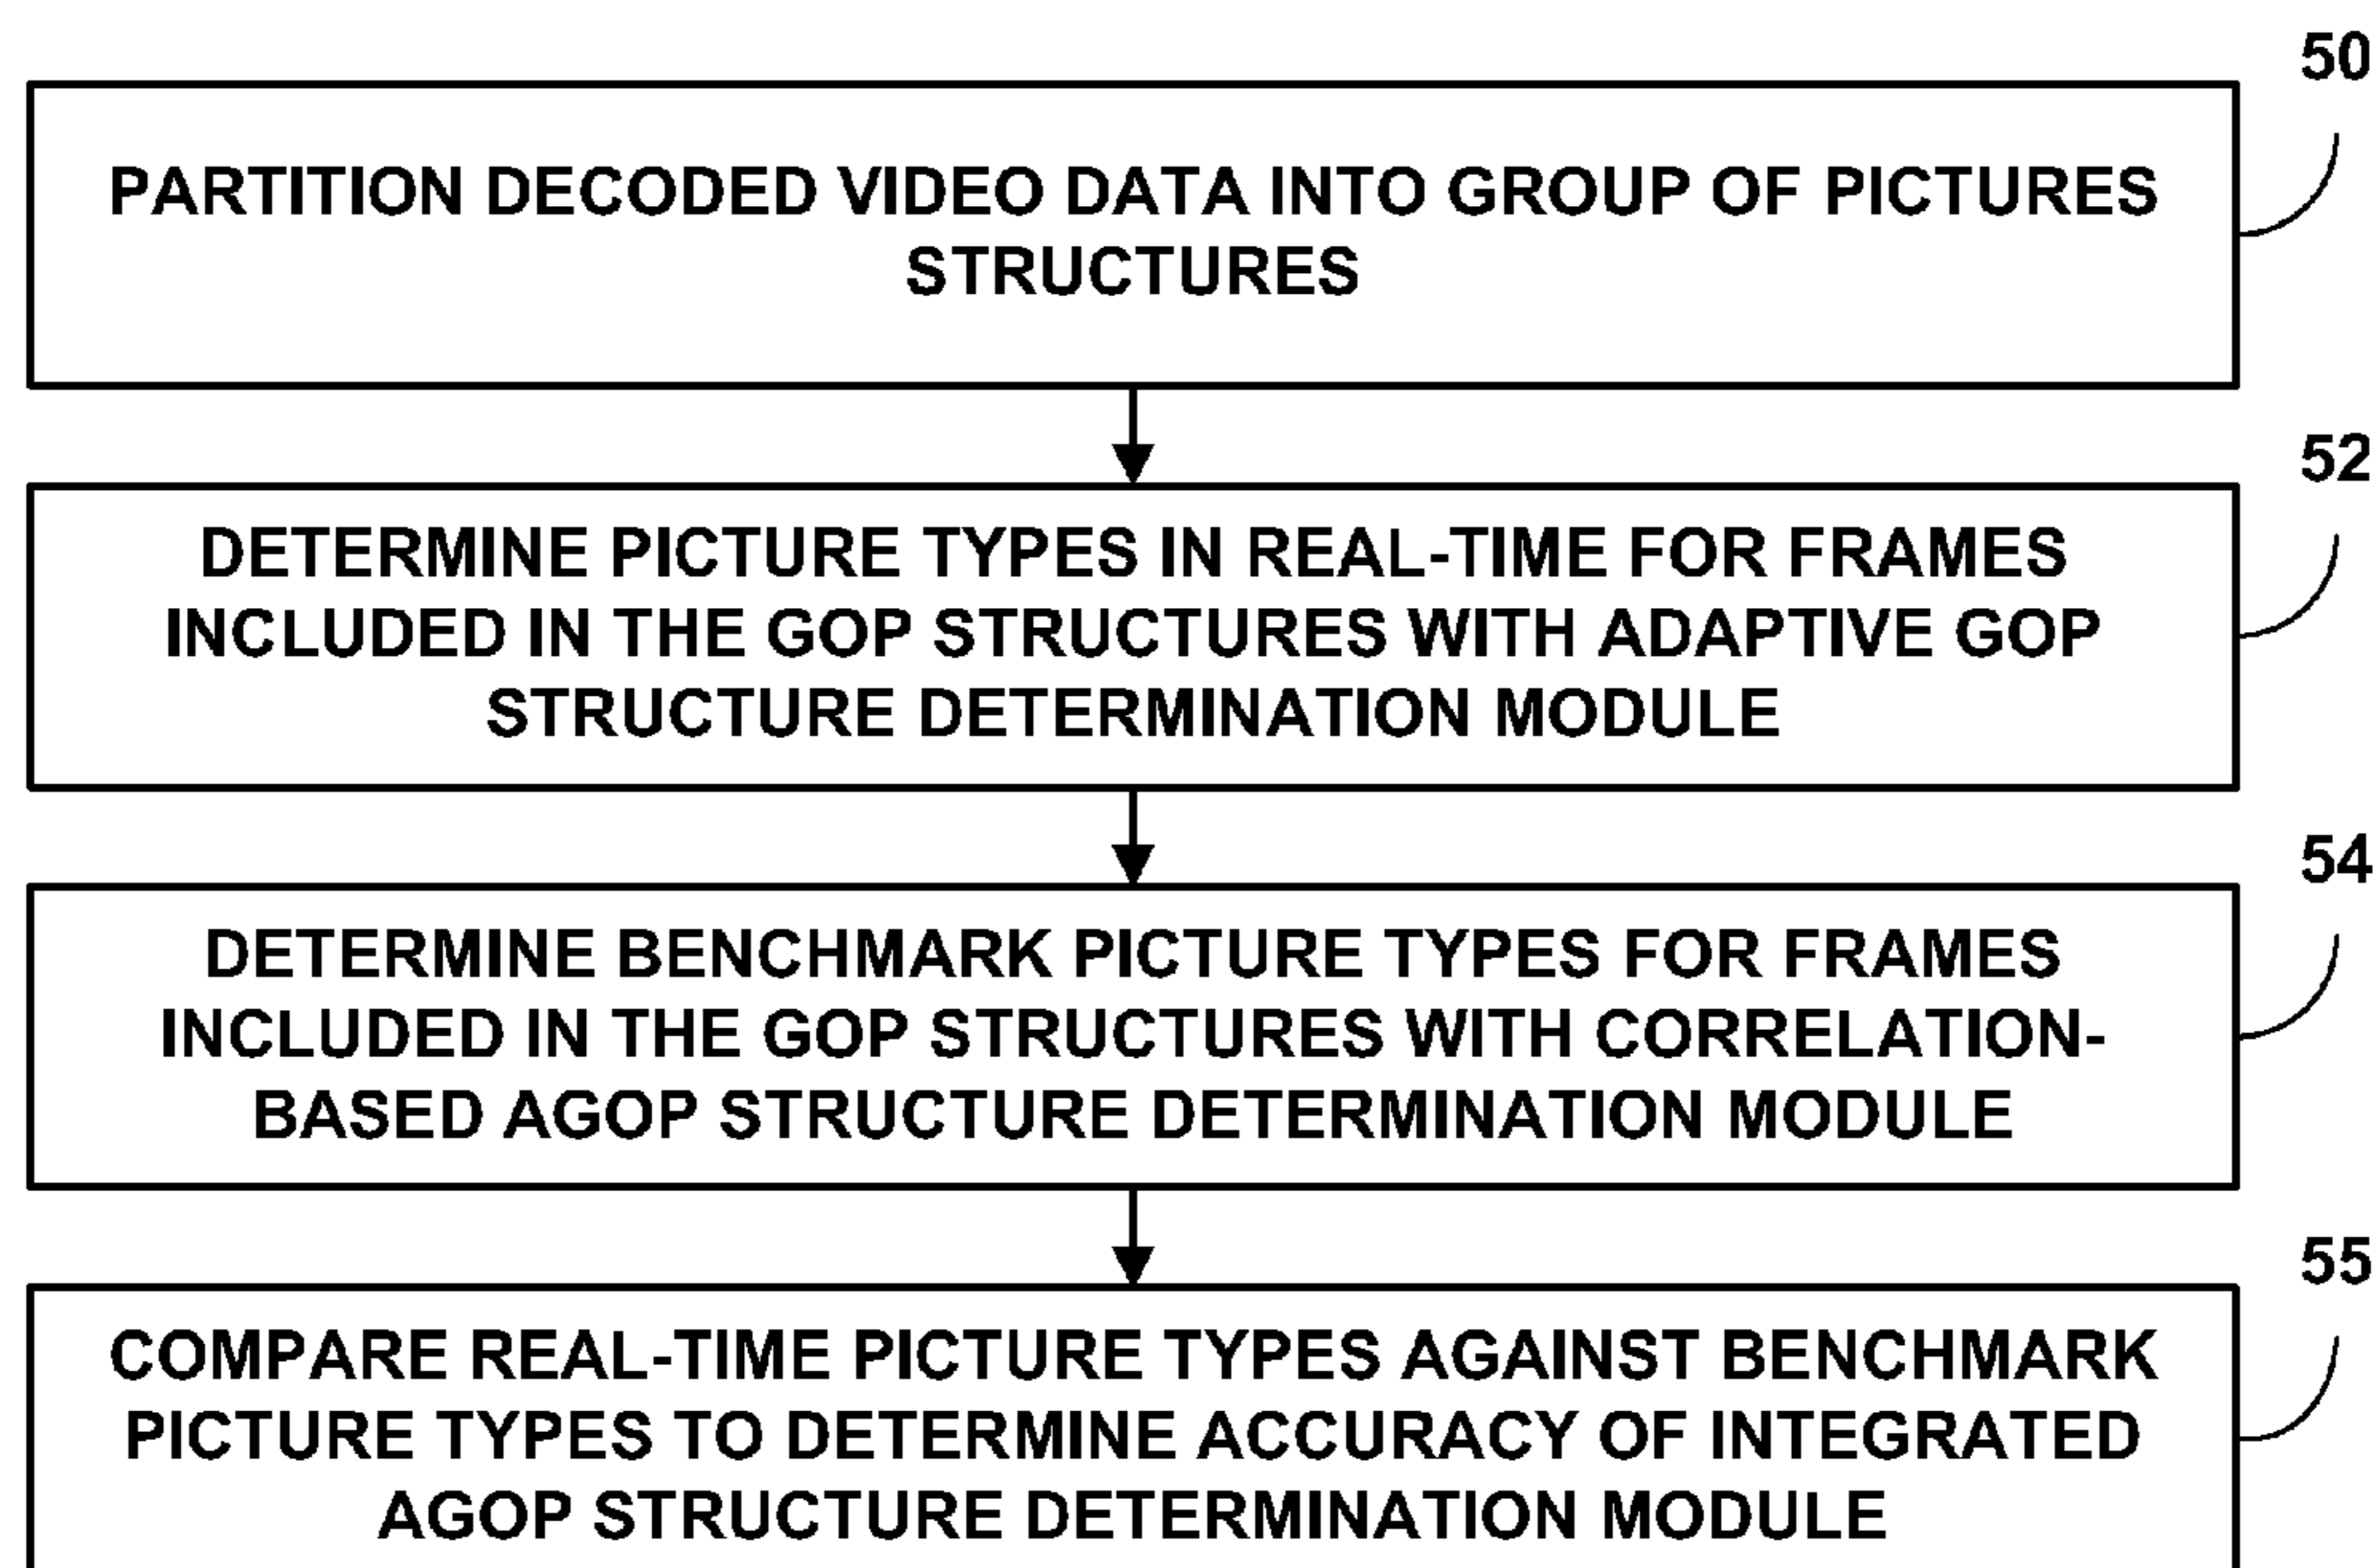 50
PARTITION DECODED VIDEO DATA INTO GROUP OF PICTURES
STRUCTURES
52
DETERMINE PICTURE TYPES IN REAL-TIME FOR FRAMES
INCLUDED IN THE GOP STRUCTURES WITH ADAPTIVE GOP
STRUCTURE DETERMINATION MODULE
54
DETERMINE BENCHMARK PICTURE TYPES FOR FRAMES
INCLUDED IN THE GOP STRUCTURES WITH CORRELATION-
BASED AGOP STRUCTURE DETERMINATION MODULE
55
COMPARE REAL-TIME PICTURE TYPES AGAINST BENCHMARK
PICTURE TYPES TO DETERMINE ACCURACY OF INTEGRATED
AGOP STRUCTURE DETERMINATION MODULE